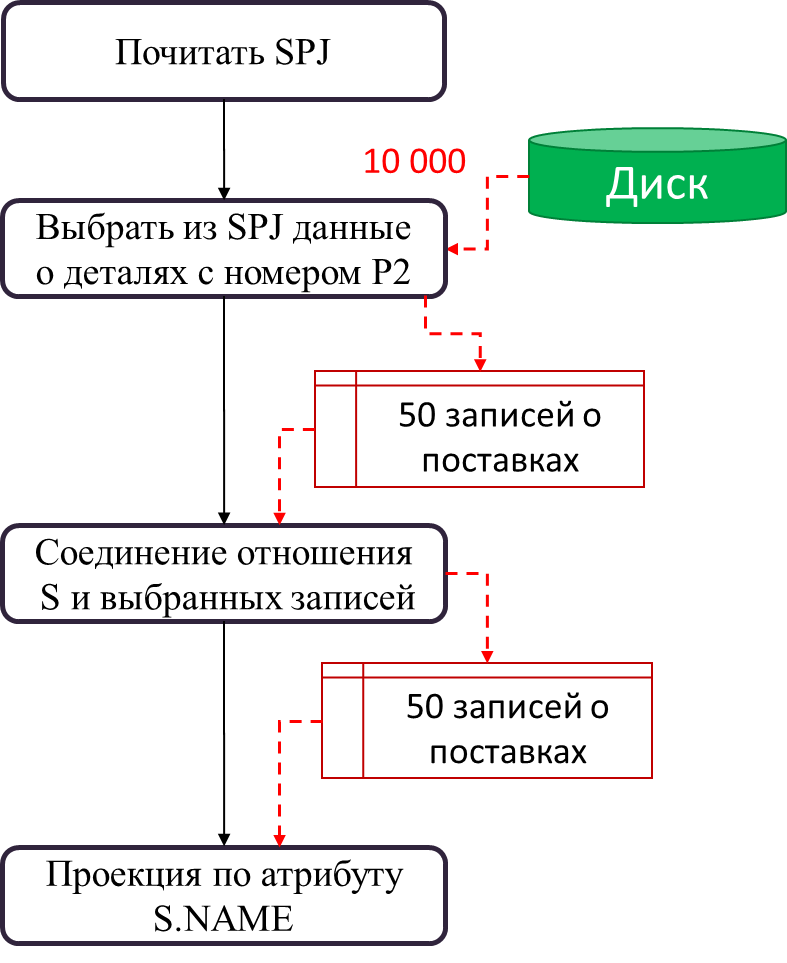 Почитать SPJ
10 000
Диск
Выбрать из SPJ данные
о деталях с номером P2
50 записей о
поставках
Соединение отношения
S и выбранных записей
50 записей о
поставках
Проекция по атрибуту
S.NAME